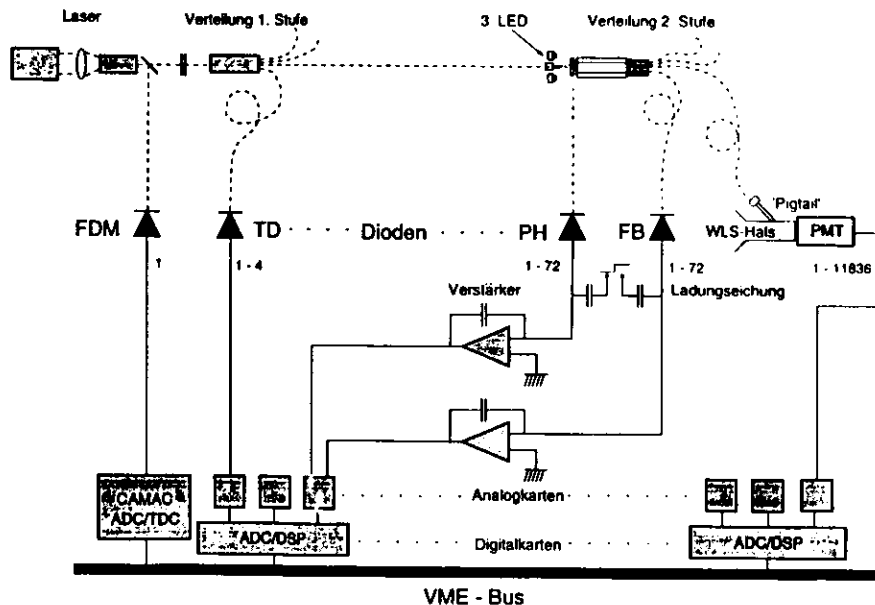 Laser
Verteilung 1. Stufe
3 LED
Verteilung 2 Stufe
FDM
TD
Dioden
PH
FB
WLS-Hals
'Pigtail'
PMT
1
1 - 4
1 - 72
1 - 72
1 - 11836
Verstärker
Ladungseichung
CAMAC
ADC/TDC
Analogkarten
ADC/DSP
Digitalkarten
ADC/DSP
VME - Bus